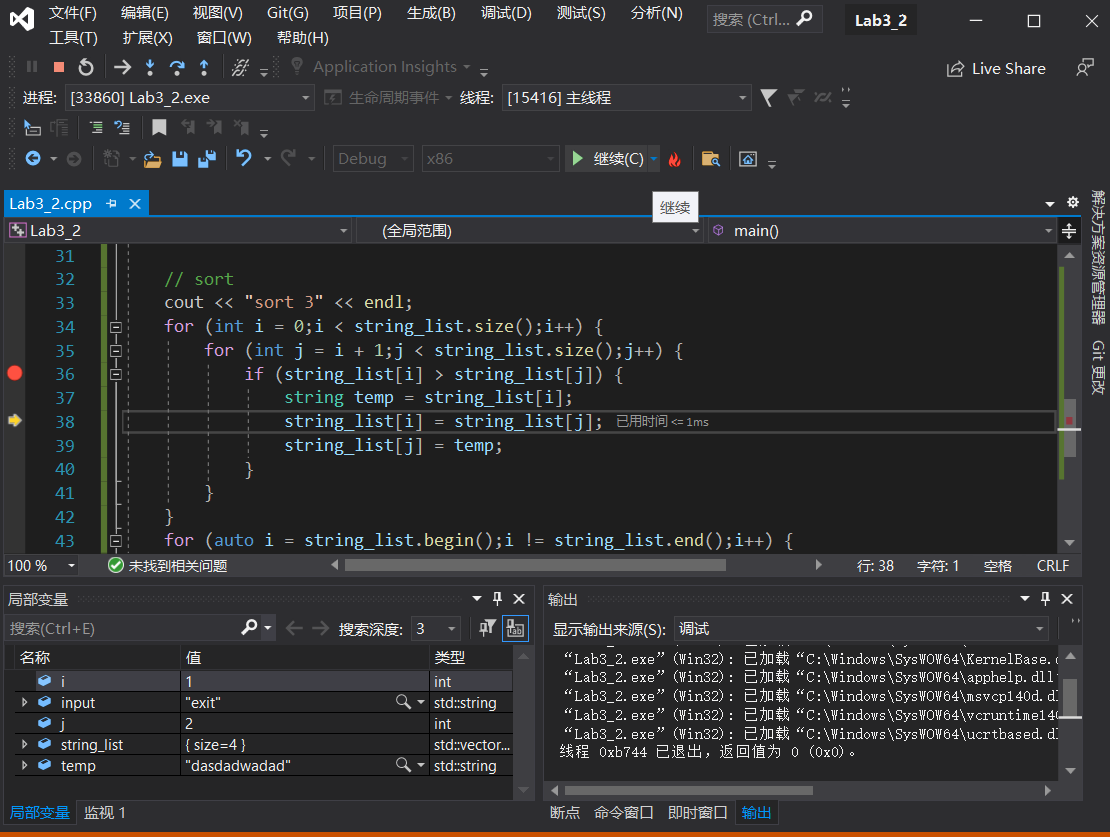 文件(F) 编辑(E) 视图(V) Git(G) 项目(P) 生成(B) 调试(D) 测试(S) 分析(N) 搜索 (Ctrl... Lab3_2
工具(T) 扩展(X) 窗口(W) 帮助(H)
Application Insights Live Share
进程: [33860] Lab3_2.exe 生命周期事件 线程: [15416] 主线程
Debug x86 继续(C)
Lab3_2.cpp 继续
Lab3_2 (全局范围) main()
31
32 // sort
33 cout << "sort 3" << endl;
34 for (int i = 0;i < string_list.size();i++) {
35 for (int j = i + 1;j < string_list.size();j++) {
36 if (string_list[i] > string_list[j]) {
37 string temp = string_list[i];
38 string_list[i] = string_list[j]; 已用时间 <= 1ms
39 string_list[j] = temp;
40 }
41 }
42 }
43 for (auto i = string_list.begin();i != string_list.end();i++) {
解决方案资源管理器
Git 更改
100 % 未找到相关问题 行: 38 字符: 1 空格 CRLF
局部变量
搜索(Ctrl+E) 搜索深度: 3
名称 值 类型
i 1 int
input "exit" std::string
j 2 int
string_list { size=4 } std::vector...
temp "dasdadwadad" std::string
局部变量 监视 1
输出
显示输出来源(S): 调试
“Lab3_2.exe”(Win32): 已加载“C:\Windows\SysWOW64\KernelBase.
“Lab3_2.exe”(Win32): 已加载“C:\Windows\SysWOW64\apphelp.dll
“Lab3_2.exe”(Win32): 已加载“C:\Windows\SysWOW64\msvcp140d.dl
“Lab3_2.exe”(Win32): 已加载“C:\Windows\SysWOW64\vcruntime140
“Lab3_2.exe”(Win32): 已加载“C:\Windows\SysWOW64\ucrtbased.d
线程 0xb744 已退出，返回值为 0 (0x0)。
断点 命令窗口 即时窗口 输出